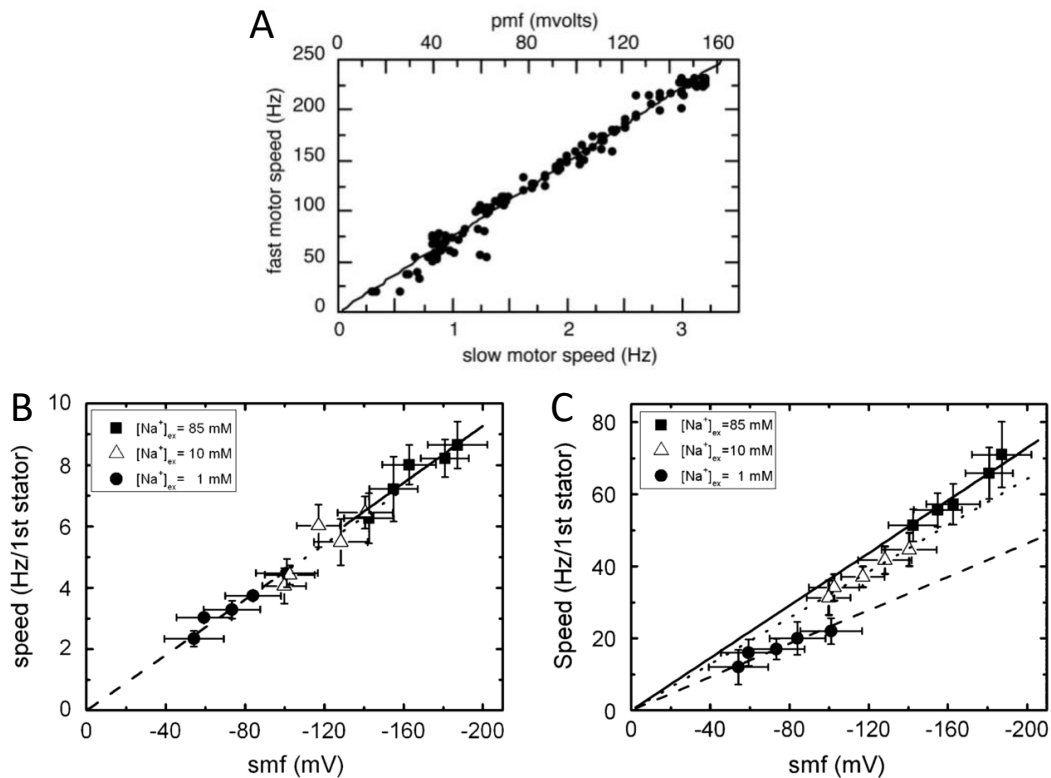 A
pmf (mvolts)
0 40 80 120 160
250
200
150
100
50
0
fast motor speed (Hz)
0 1 2 3
slow motor speed (Hz)
B
10
8
6
4
2
0
speed (Hz/1st stator)
[Na⁺]ex= 85 mM
[Na⁺]ex= 10 mM
[Na⁺]ex= 1 mM
0 -40 -80 -120 -160 -200
smf (mV)
C
80
60
40
20
0
Speed (Hz/1st stator)
[Na⁺]ex=85 mM
[Na⁺]ex=10 mM
[Na⁺]ex= 1 mM
0 -40 -80 -120 -160 -200
smf (mV)